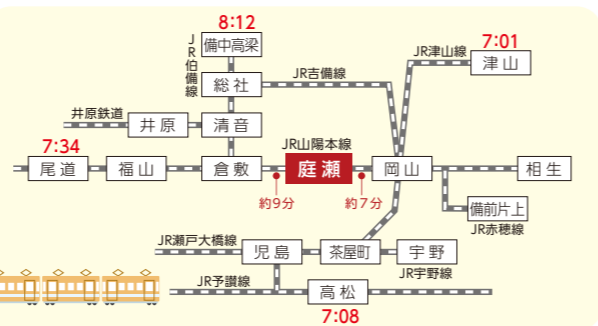 8:12
備中高梁
JR伯備線
総社
JR吉備線
JR津山線
7:01
津山
井原鉄道
井原
清音
7:34
尾道
福山
倉敷
JR山陽本線
庭瀬
岡山
相生
約9分
約7分
備前片上
JR赤穂線
JR瀬戸大橋線
児島
茶屋町
宇野
JR宇野線
JR予讃線
高松
7:08